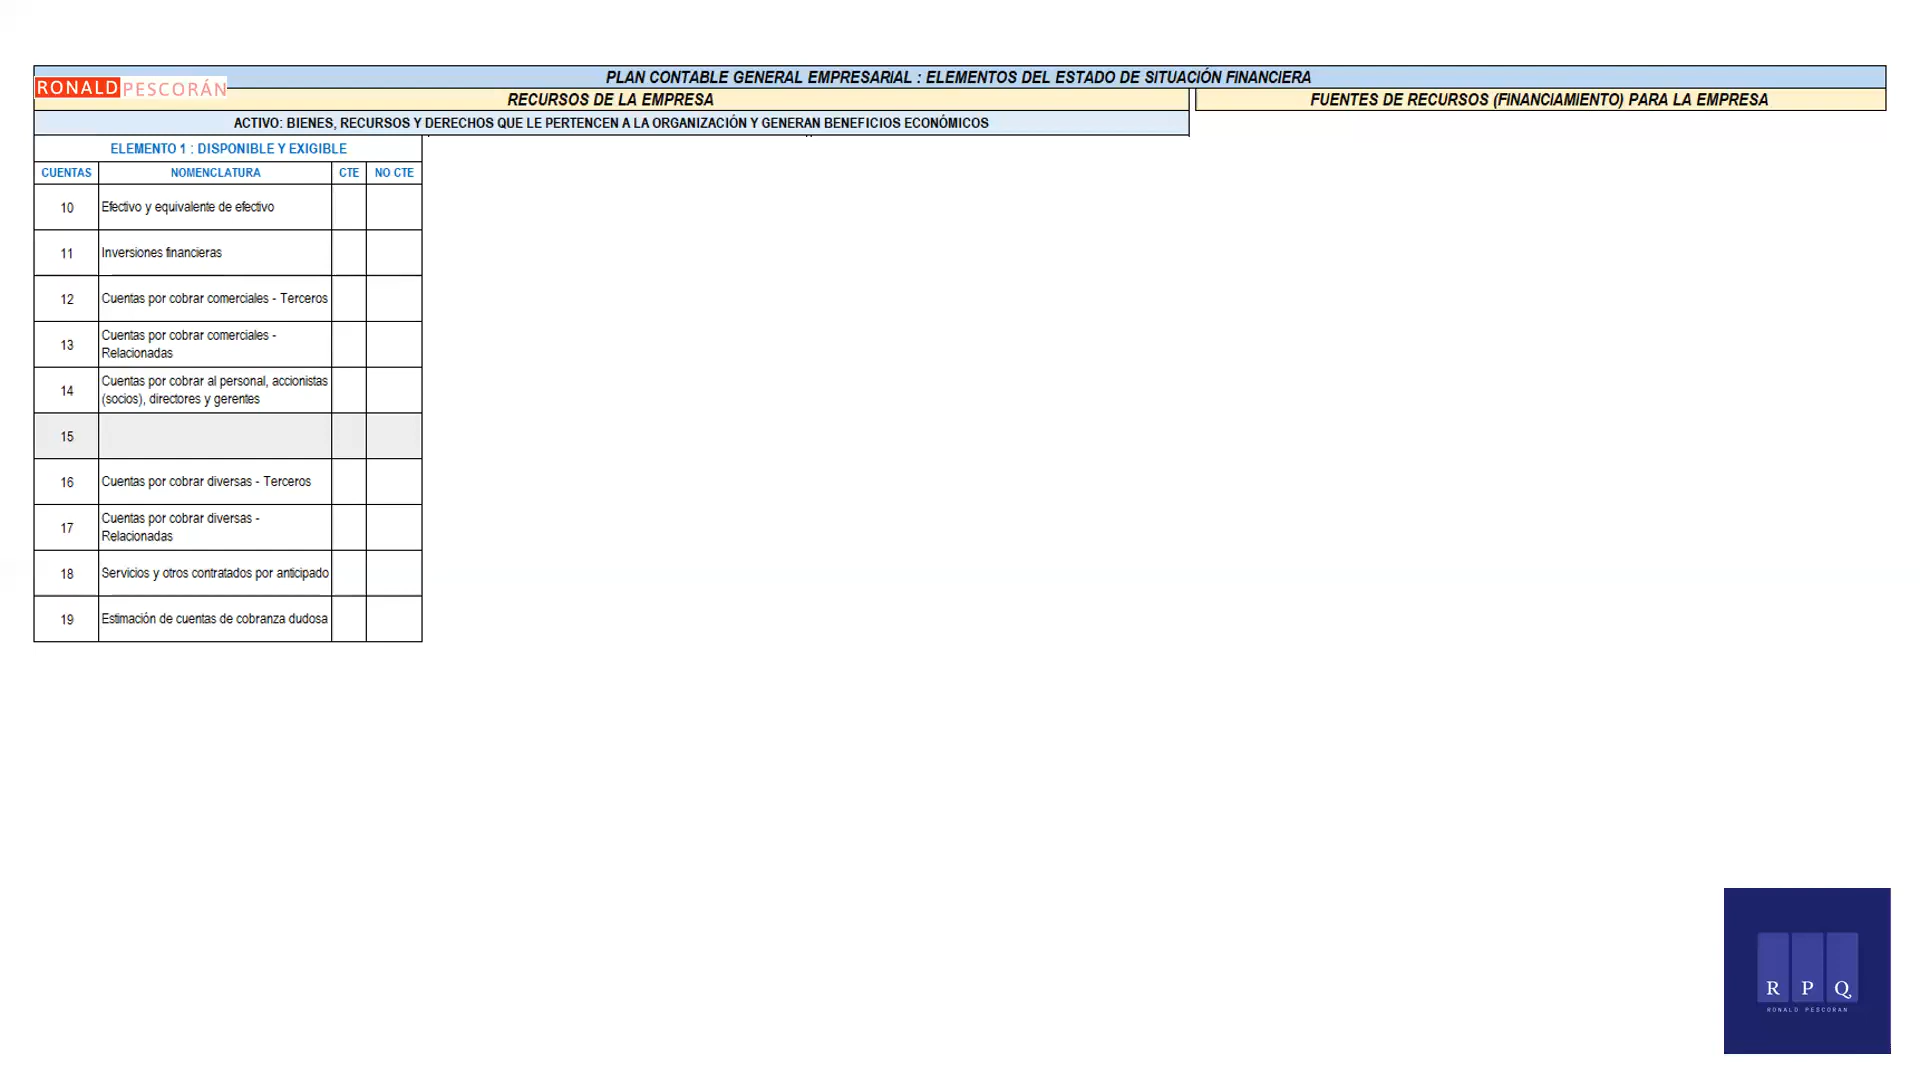 PLAN CONTABLE GENERAL EMPRESARIAL : ELEMENTOS DEL ESTADO DE SITUACIÓN FINANCIERA
RONALD PESCORÁN
RECURSOS DE LA EMPRESA
FUENTES DE RECURSOS (FINANCIAMIENTO) PARA LA EMPRESA
ACTIVO: BIENES, RECURSOS Y DERECHOS QUE LE PERTENCEN A LA ORGANIZACIÓN Y GENERAN BENEFICIOS ECONÓMICOS
ELEMENTO 1 : DISPONIBLE Y EXIGIBLE
CUENTAS NOMENCLATURA CTE NO CTE
10 Efectivo y equivalente de efectivo
11 Inversiones financieras
12 Cuentas por cobrar comerciales - Terceros
13 Cuentas por cobrar comerciales -
Relacionadas
14 Cuentas por cobrar al personal, accionistas
(socios), directores y gerentes
15
16 Cuentas por cobrar diversas - Terceros
17 Cuentas por cobrar diversas -
Relacionadas
18 Servicios y otros contratados por anticipado
19 Estimación de cuentas de cobranza dudosa
R P Q
RONALD PESCORAN